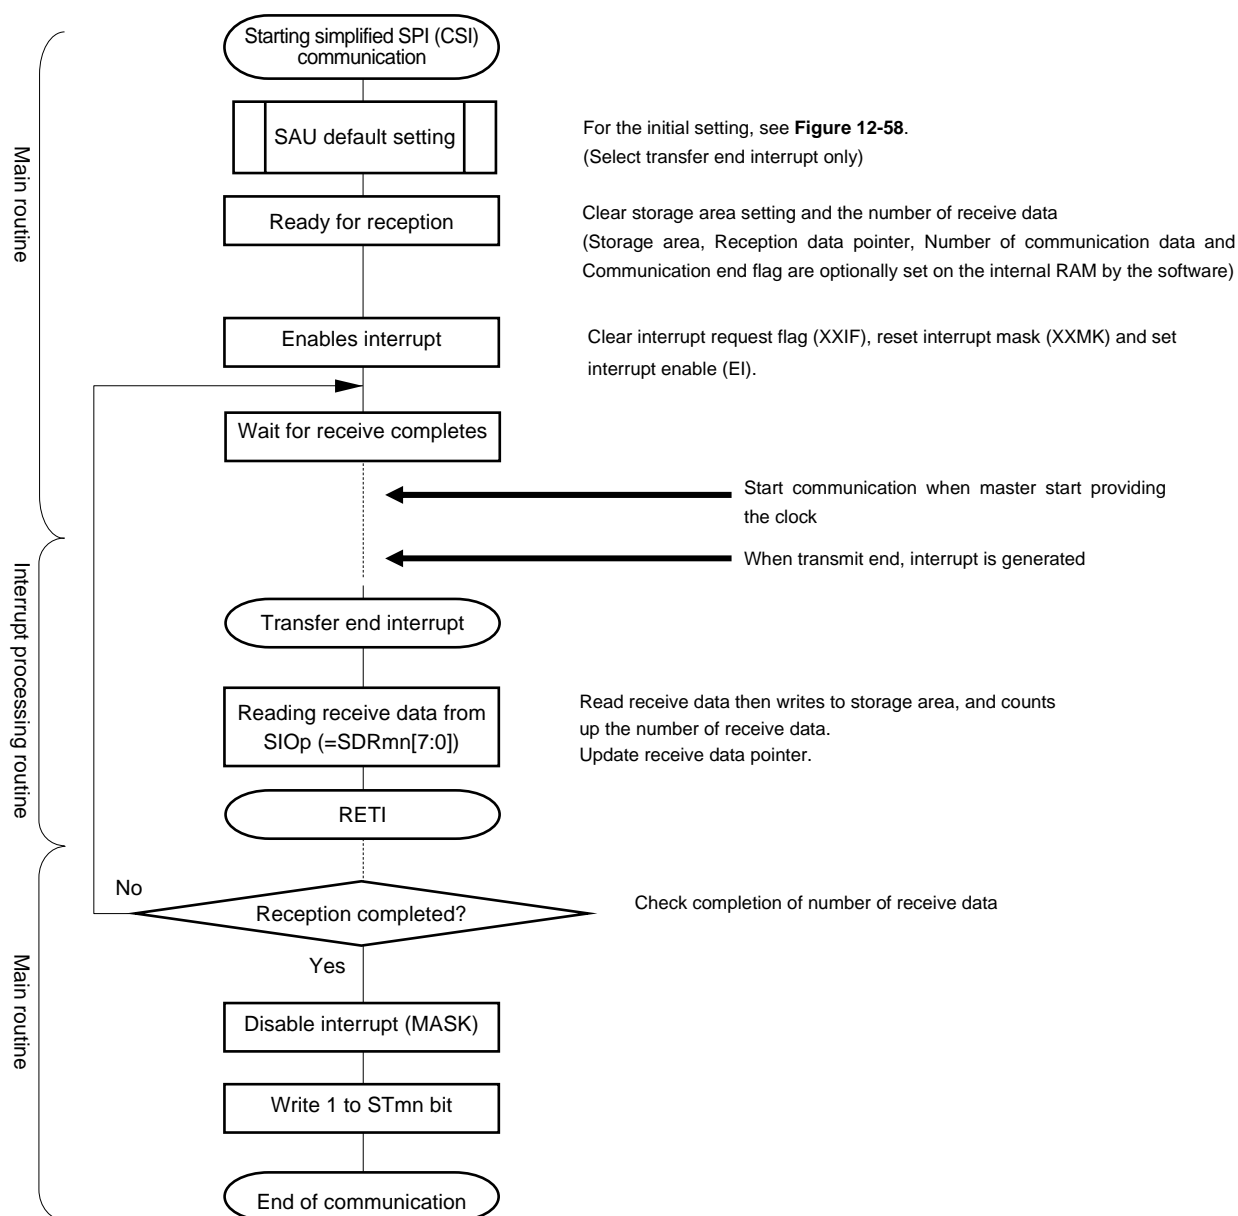 Starting simplified SPI (CSI)
communication
SAU default setting
For the initial setting, see Figure 12-58.
(Select transfer end interrupt only)
Main routine
Ready for reception
Clear storage area setting and the number of receive data
(Storage area, Reception data pointer, Number of communication data and
Communication end flag are optionally set on the internal RAM by the software)
Enables interrupt
Clear interrupt request flag (XXIF), reset interrupt mask (XXMK) and set
interrupt enable (EI).
Wait for receive completes
Start communication when master start providing
the clock
When transmit end, interrupt is generated
Interrupt processing routine
Transfer end interrupt
Reading receive data from
SIOp (=SDRmn[7:0])
Read receive data then writes to storage area, and counts
up the number of receive data.
Update receive data pointer.
RETI
No
Reception completed?
Check completion of number of receive data
Yes
Main routine
Disable interrupt (MASK)
Write 1 to STmn bit
End of communication